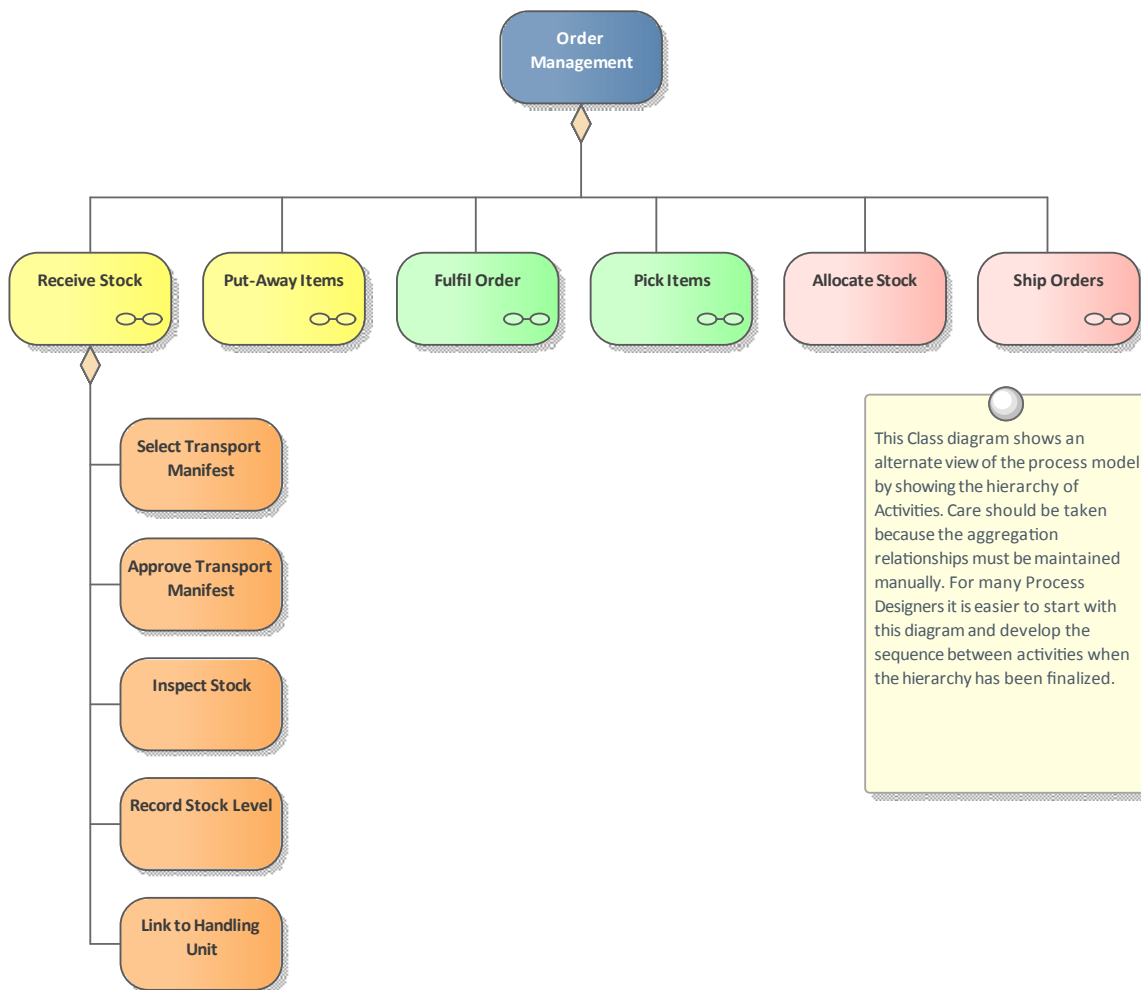 Order
Management
Receive Stock
Put-Away Items
Fulfil Order
Pick Items
Allocate Stock
Ship Orders
Select Transport
Manifest
Approve Transport
Manifest
Inspect Stock
Record Stock Level
Link to Handling
Unit
This Class diagram shows an
alternate view of the process model
by showing the hierarchy of
Activities. Care should be taken
because the aggregation
relationships must be maintained
manually. For many Process
Designers it is easier to start with
this diagram and develop the
sequence between activities when
the hierarchy has been finalized.